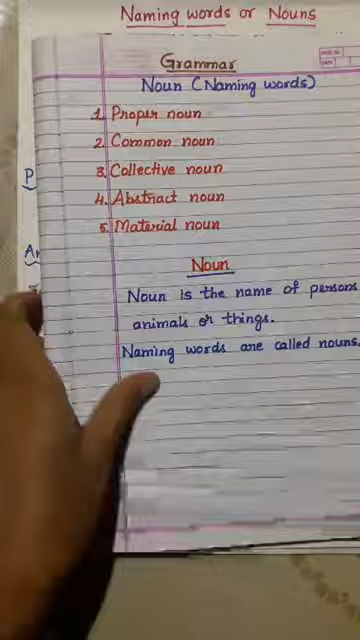 Naming words or Nouns
Grammar
Noun (Naming words)
1. Proper noun
2. Common noun
3. Collective noun
4. Abstract noun
5. Material noun
Noun
Noun is the name of persons
animals or things.
Naming words are called nouns.
P
An